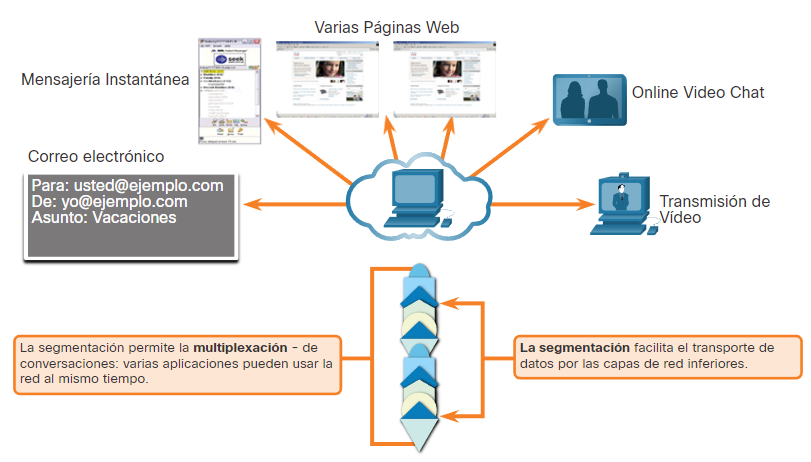 Varias Páginas Web
Mensajería Instantánea
seek
Online Video Chat
Correo electrónico
Para: usted@ejemplo.com
De: yo@ejemplo.com
Asunto: Vacaciones
Transmisión de
Vídeo
La segmentación permite la multiplexación - de
conversaciones: varias aplicaciones pueden usar la
red al mismo tiempo.
La segmentación facilita el transporte de
datos por las capas de red inferiores.